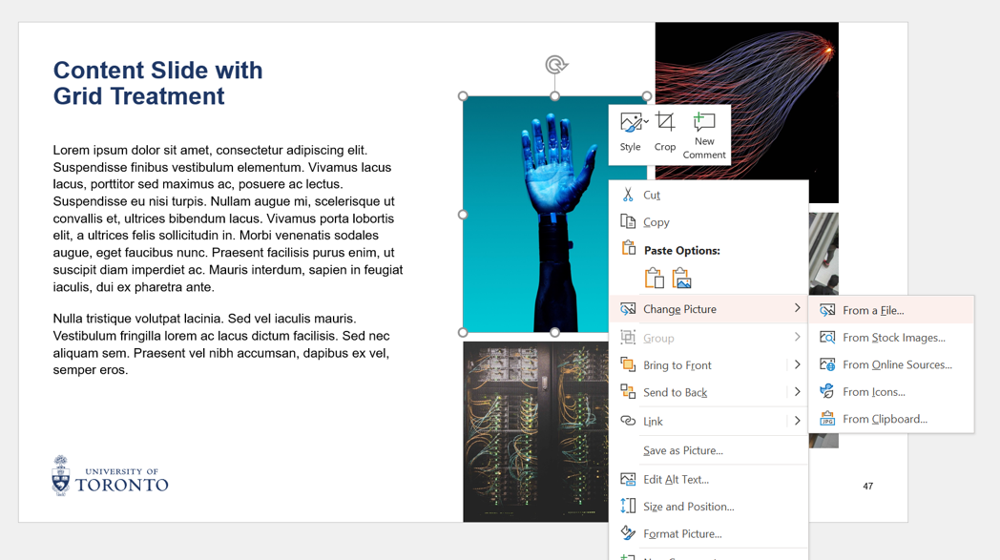 Content Slide with
Grid Treatment
Lorem ipsum dolor sit amet, consectetur adipiscing elit.
Suspendisse finibus vestibulum elementum. Vivamus lacus
lacus, porttitor sed maximus ac, posuere ac lectus.
Suspendisse eu nisi turpis. Nullam augue mi, scelerisque ut
convallis et, ultrices bibendum lacus. Vivamus porta lobortis
elit, a ultrices felis sollicitudin in. Morbi venenatis sodales
augue, eget faucibus nunc. Praesent facilisis purus enim, ut
suscipit diam imperdiet ac. Mauris interdum, sapien in feugiat
iaculis, dui ex pharetra ante.
Nulla tristique volutpat lacinia. Sed vel iaculis mauris.
Vestibulum fringilla lorem ac lacus dictum facilisis. Sed nec
aliquam sem. Praesent vel nibh accumsan, dapibus ex vel,
semper eros.
UNIVERSITY OF
TORONTO
Style
Crop
New
Comment
Cut
Copy
Paste Options:
Change Picture
Group
Bring to Front
Send to Back
Link
Save as Picture...
Edit Alt Text...
Size and Position...
Format Picture...
From a File...
From Stock Images...
From Online Sources...
From Icons...
From Clipboard...
JPG
47